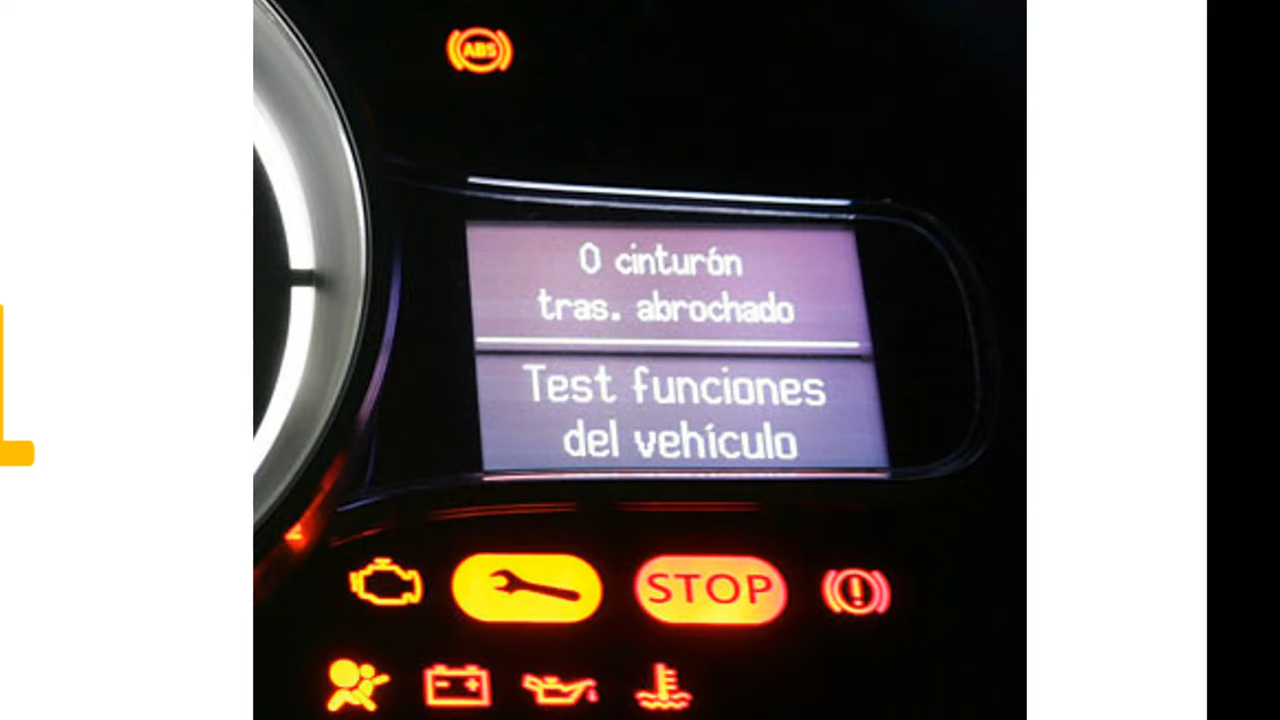 ABS
0 cinturón
tras. abrochado
Test funciones
del vehículo
STOP